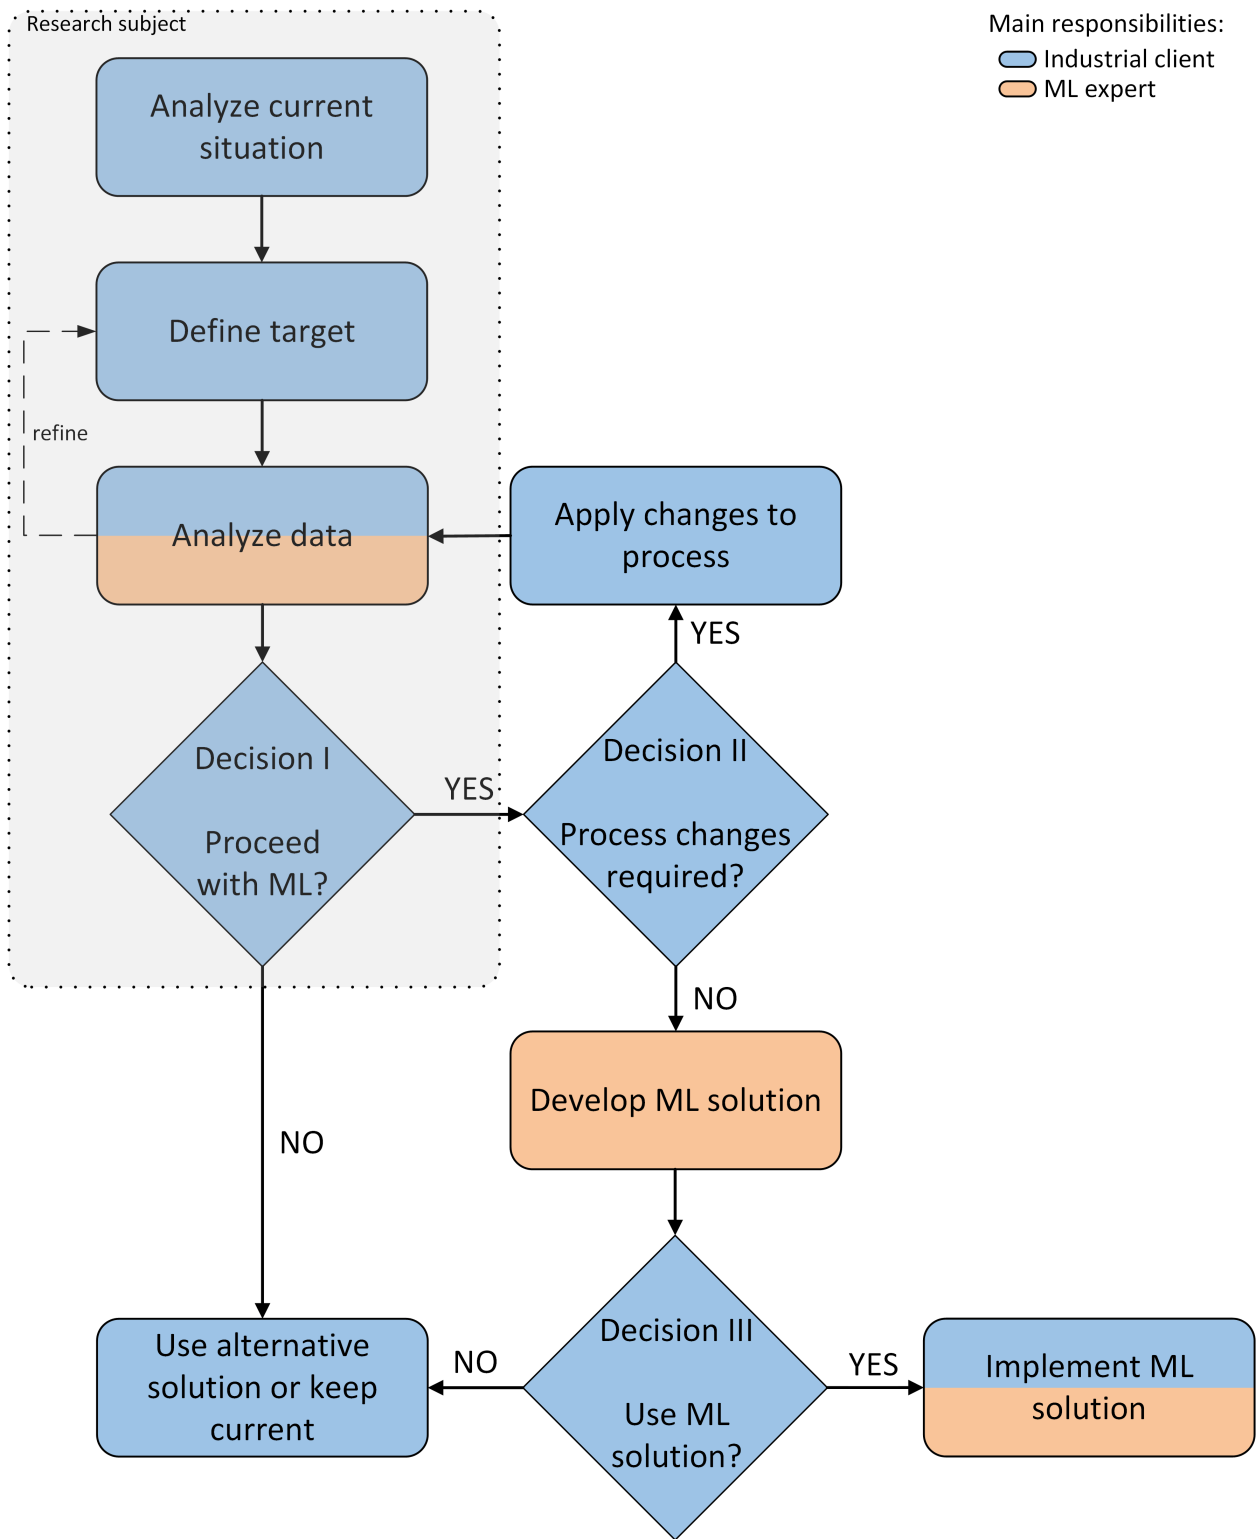 Research subject
Main responsibilities:
Industrial client
ML expert
Analyze current
situation
Define target
refine
Analyze data
Apply changes to
process
YES
Decision I
Proceed
with ML?
YES
Decision II
Process changes
required?
NO
Develop ML solution
NO
Decision III
Use ML
solution?
NO
YES
Use alternative
solution or keep
current
Implement ML
solution